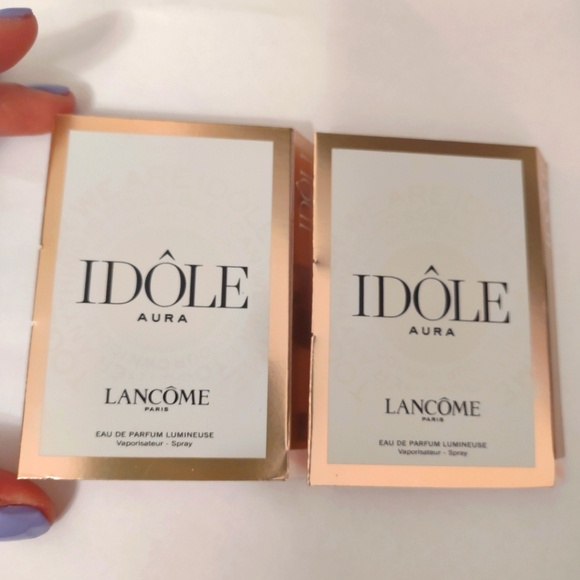 IDÔLE
AURA
LANCÔME
PARIS
EAU DE PARFUM LUMINEUSE
Vaporisateur - Spray
IDÔLE
AURA
LANCÔME
PARIS
EAU DE PARFUM LUMINEUSE
Vaporisateur - Spray